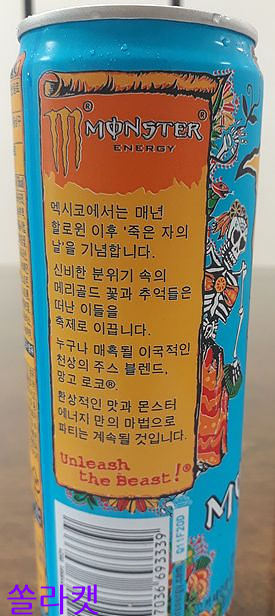 MONSTER®
ENERGY
멕시코에서는 매년
할로윈 이후 '죽은 자의
날'을 기념합니다.
신비한 분위기 속의
메리골드 꽃과 추억들은
떠난 이들을
축제로 이끕니다.
누구나 매혹될 이국적인
천상의 주스 블렌드,
망고 로코®.
환상적인 맛과 몬스터
에너지 만의 마법으로
파티는 계속될 것입니다.
Unleash
the Beast!®
7036 693339
쏠라캣